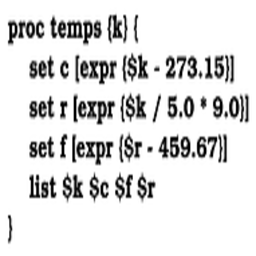 proc temps {k} {
    set c [expr {$k - 273.15}]
    set r [expr {$k / 5.0 * 9.0}]
    set f [expr {$r - 459.67}]
    list $k $c $f $r
}